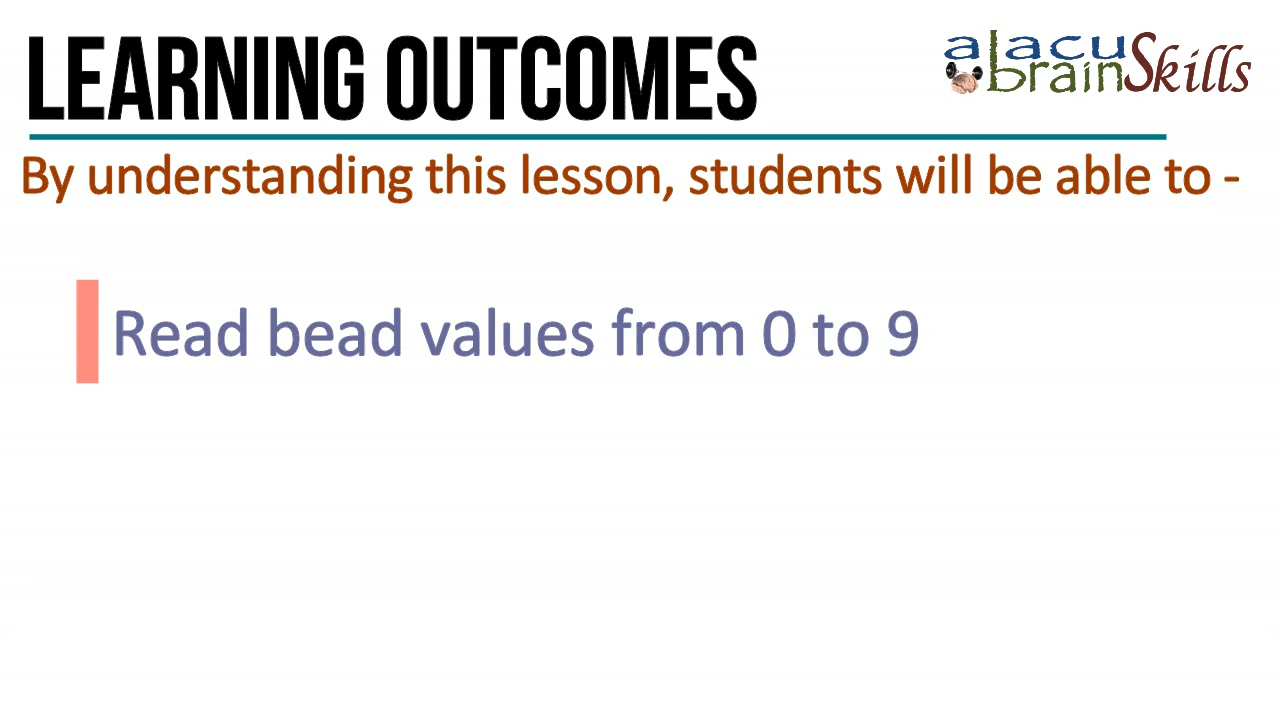 LEARNING OUTCOMES
abacus
brainSkills
By understanding this lesson, students will be able to -
Read bead values from 0 to 9